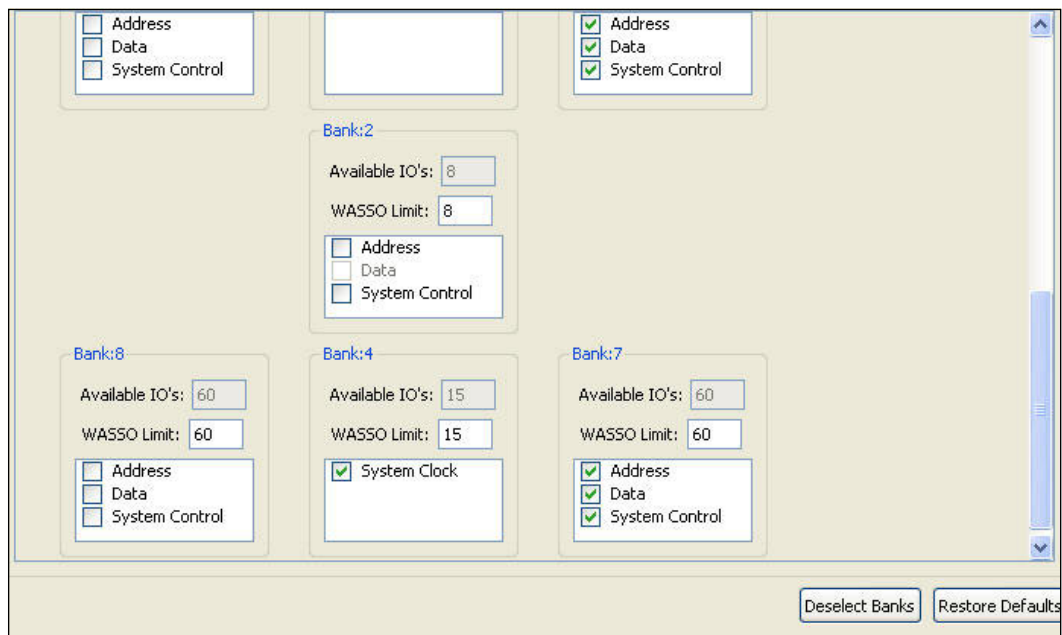 Address
Data
System Control
Address
Data
System Control
Bank:2
Available IO's: 8
WASSO Limit: 8
Address
Data
System Control
Bank:8
Available IO's: 60
WASSO Limit: 60
Address
Data
System Control
Bank:4
Available IO's: 15
WASSO Limit: 15
System Clock
Bank:7
Available IO's: 60
WASSO Limit: 60
Address
Data
System Control
Deselect Banks
Restore Defaults